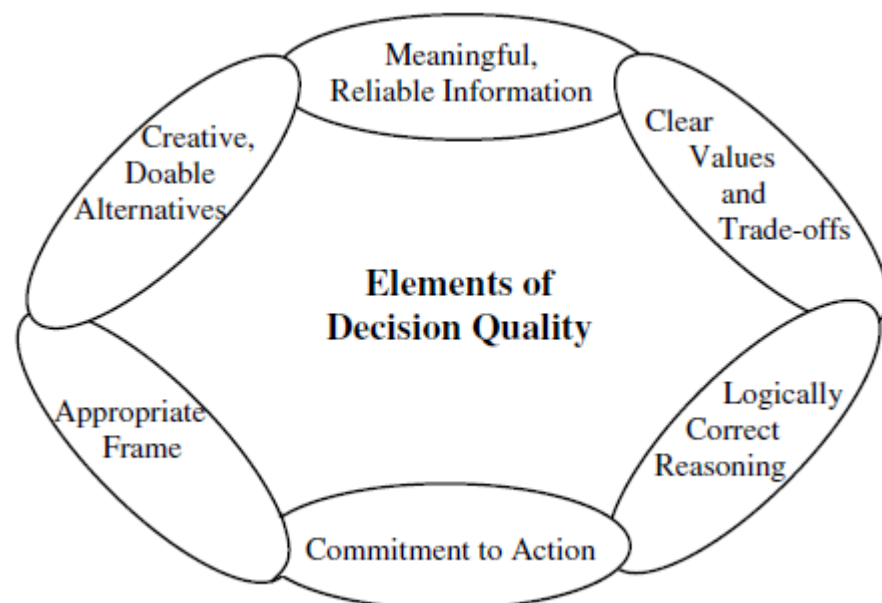 Meaningful,
Reliable Information
Creative,
Doable
Alternatives
Clear
Values
and
Trade-offs
Elements of
Decision Quality
Appropriate
Frame
Logically
Correct
Reasoning
Commitment to Action